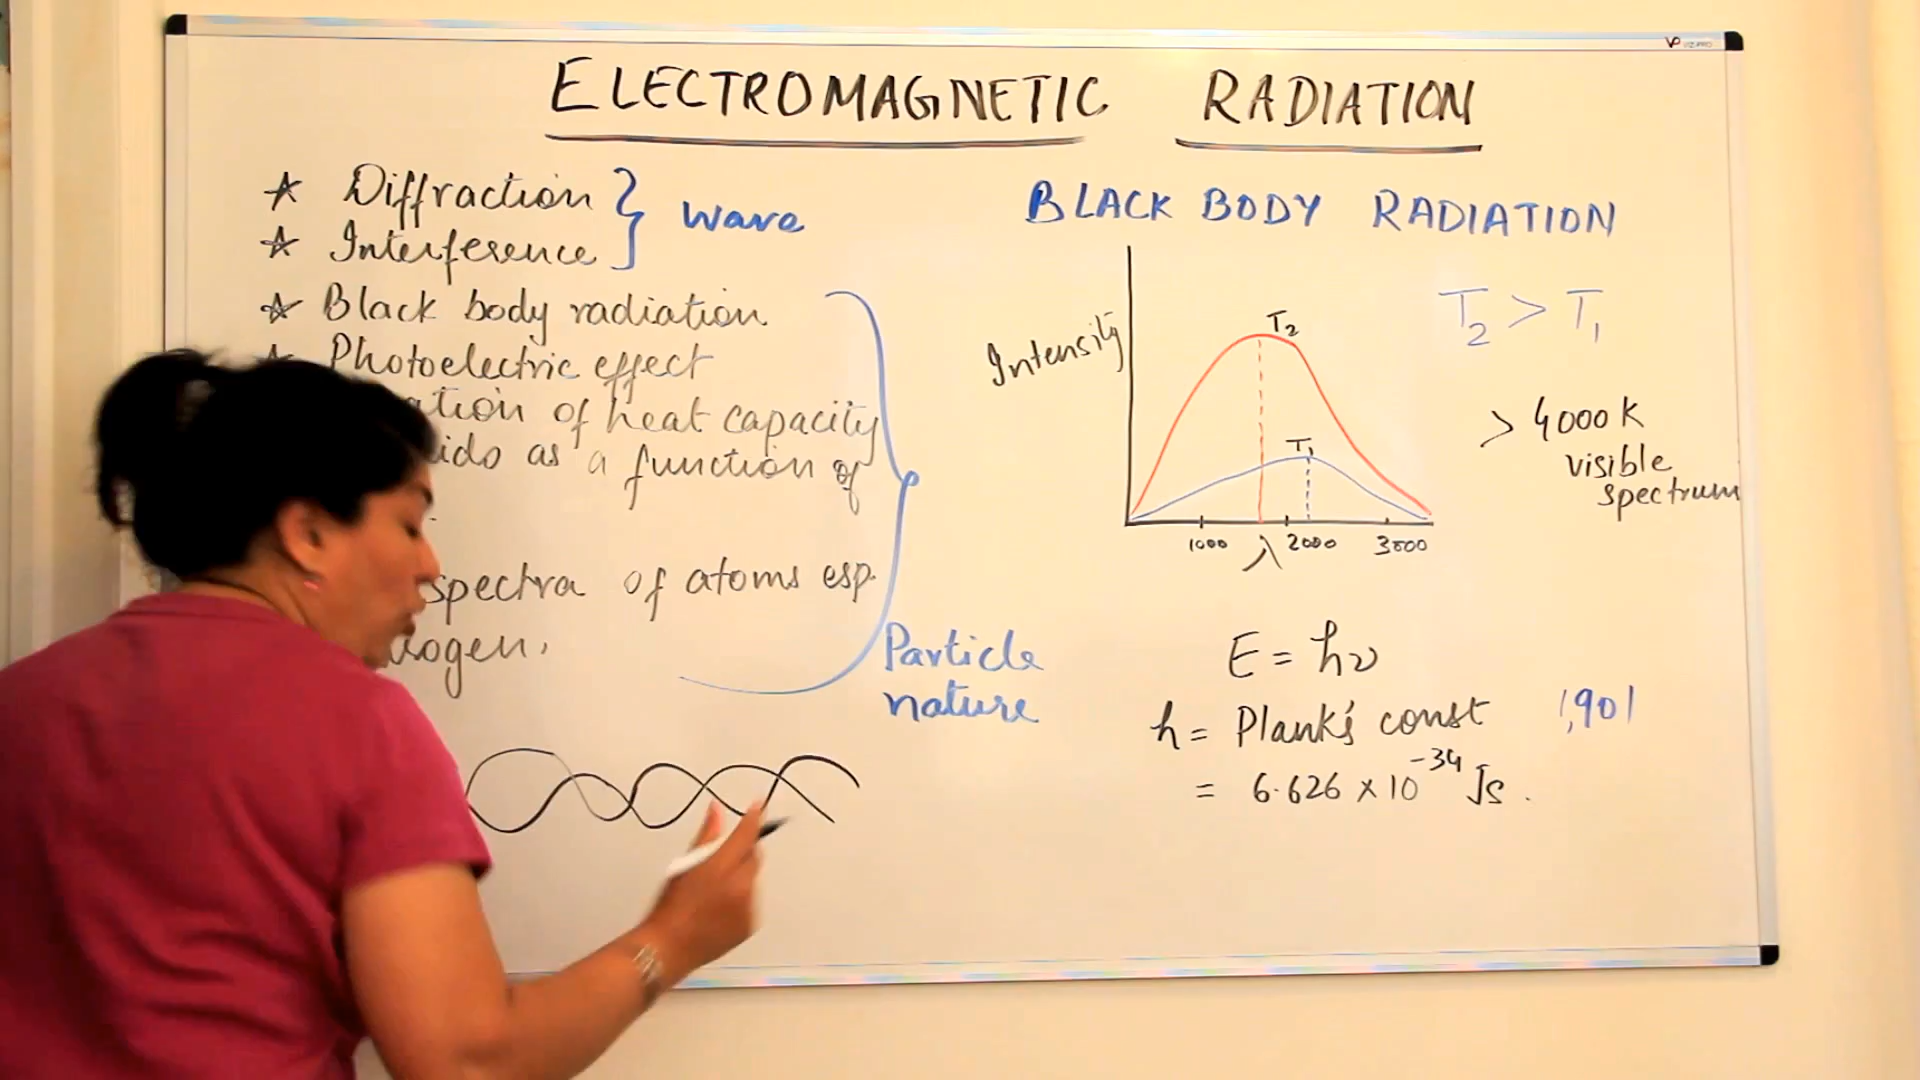 ELECTROMAGNETIC RADIATION
Diffraction
Interference
wave
Black body radiation
Photoelectric effect
of heat capacity
as a function of
spectra of atoms esp.
Particle
nature
BLACK BODY RADIATION
Intensity
T2
T1
1000 λ 2000 3000
T2 > T1
> 4000 K
visible
spectrum
E = hν
h = Plank's const
1901
= 6.626 × 10^-34 Js.